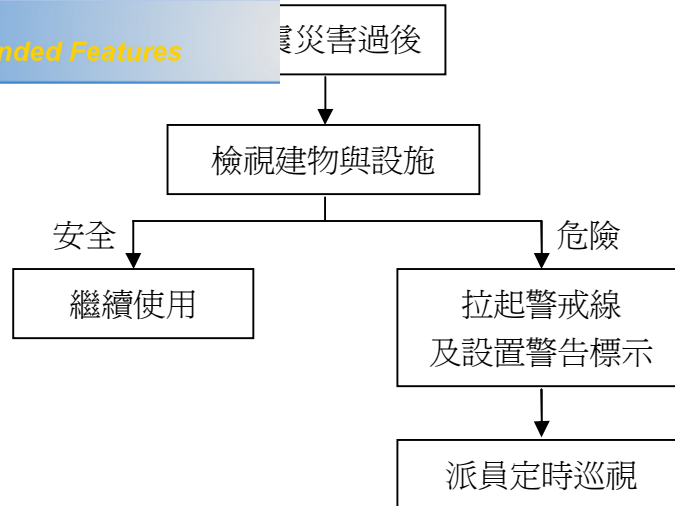 nded Features
震災害過後
檢視建物與設施
安全
危險
繼續使用
拉起警戒線
及設置警告標示
派員定時巡視